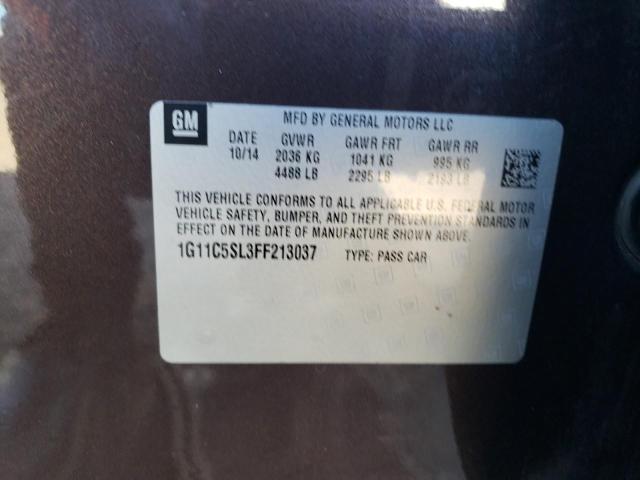 GM
MFD BY GENERAL MOTORS LLC
DATE GVWR GAWR FRT GAWR RR
10/14 2036 KG 1041 KG 995 KG
4488 LB 2295 LB 2193 LB
THIS VEHICLE CONFORMS TO ALL APPLICABLE U.S. FEDERAL MOTOR
VEHICLE SAFETY, BUMPER, AND THEFT PREVENTION STANDARDS IN
EFFECT ON THE DATE OF MANUFACTURE SHOWN ABOVE.
1G11C5SL3FF213037 TYPE: PASS CAR